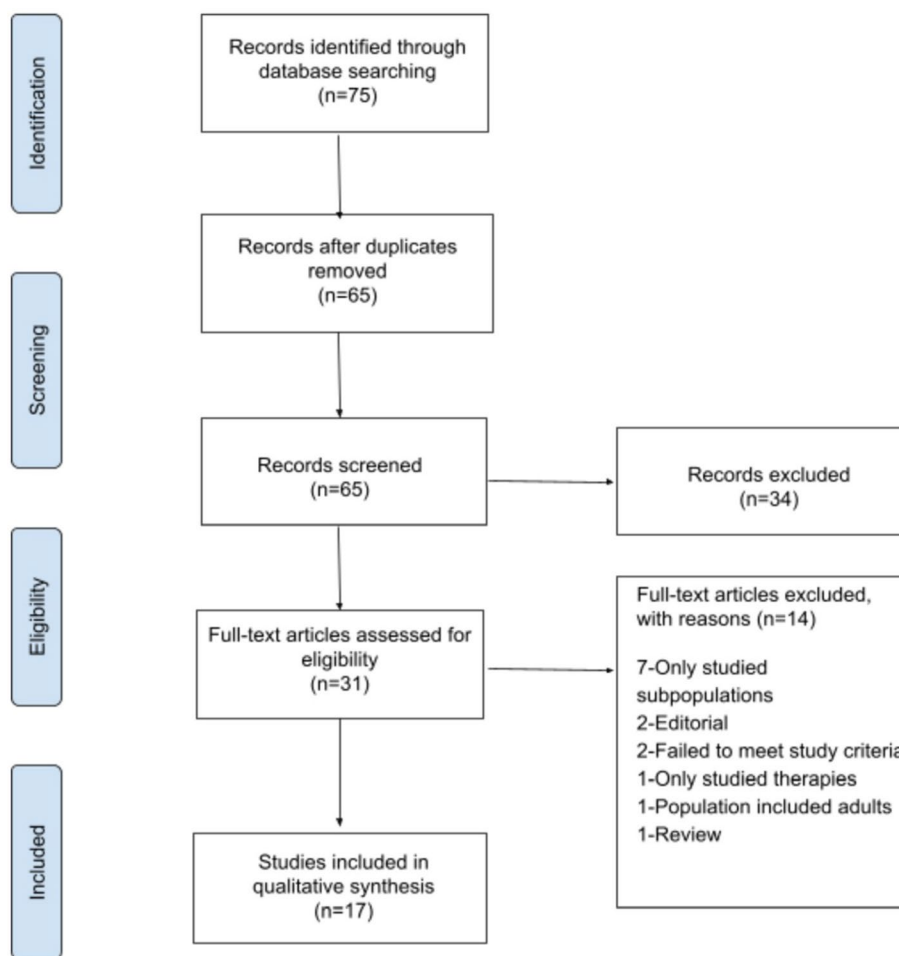 Identification
Records identified through
database searching
(n=75)
Records after duplicates
removed
(n=65)
Screening
Records screened
(n=65)
Records excluded
(n=34)
Eligibility
Full-text articles assessed for
eligibility
(n=31)
Full-text articles excluded,
with reasons (n=14)
7-Only studied
subpopulations
2-Editorial
2-Failed to meet study criteria
1-Only studied therapies
1-Population included adults
1-Review
Included
Studies included in
qualitative synthesis
(n=17)